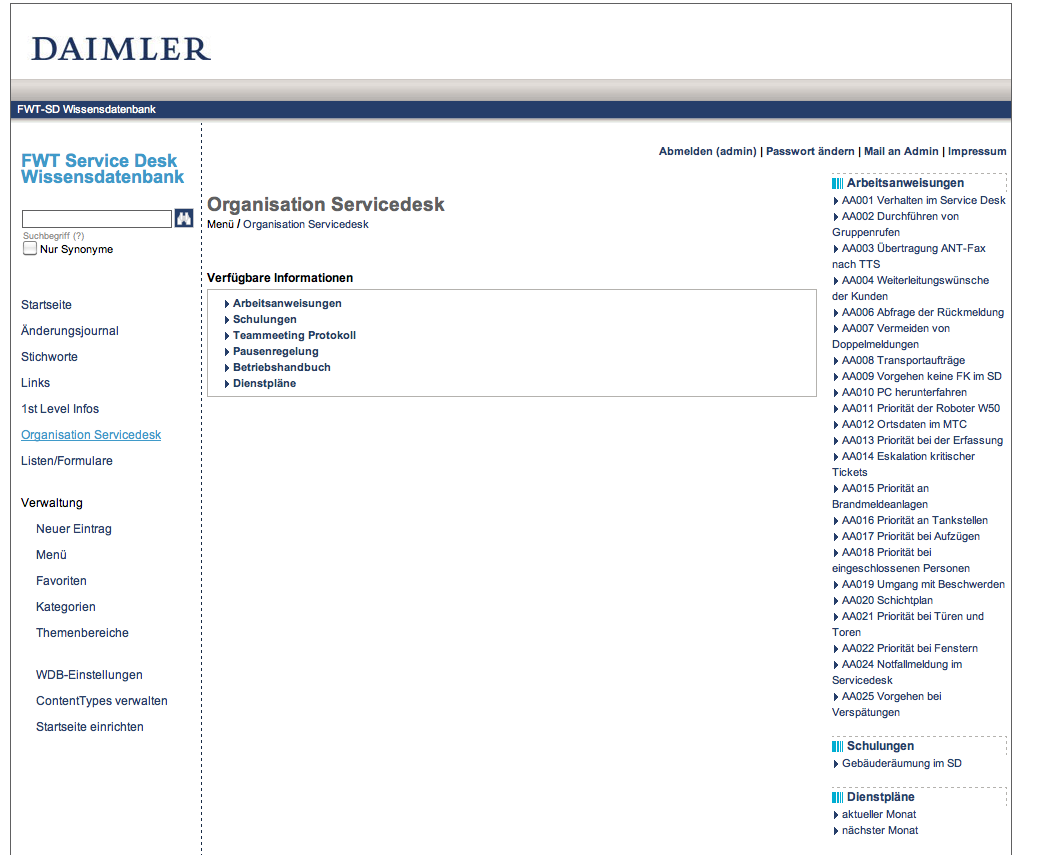 DAIMLER
FWT-SD Wissensdatenbank
FWT Service Desk
Wissensdatenbank
Suchbegriff (?)
Nur Synonyme
Startseite
Änderungsjournal
Stichworte
Links
1st Level Infos
Organisation Servicedesk
Listen/Formulare
Verwaltung
Neuer Eintrag
Menü
Favoriten
Kategorien
Themenbereiche
WDB-Einstellungen
ContentTypes verwalten
Startseite einrichten
Abmelden (admin) | Passwort ändern | Mail an Admin | Impressum
Organisation Servicedesk
Menü / Organisation Servicedesk
Verfügbare Informationen
Arbeitsanweisungen
Schulungen
Teammeeting Protokoll
Pausenregelung
Betriebshandbuch
Dienstpläne
Arbeitsanweisungen
AA001 Verhalten im Service Desk
AA002 Durchführen von
Gruppenrufen
AA003 Übertragung ANT-Fax
nach TTS
AA004 Weiterleitungswünsche
der Kunden
AA006 Abfrage der Rückmeldung
AA007 Vermeiden von
Doppelmeldungen
AA008 Transportaufträge
AA009 Vorgehen keine FK im SD
AA010 PC herunterfahren
AA011 Priorität der Roboter W50
AA012 Ortsdaten im MTC
AA013 Priorität bei der Erfassung
AA014 Eskalation kritischer
Tickets
AA015 Priorität an
Brandmeldeanlagen
AA016 Priorität an Tankstellen
AA017 Priorität bei Aufzügen
AA018 Priorität bei
eingeschlossenen Personen
AA019 Umgang mit Beschwerden
AA020 Schichtplan
AA021 Priorität bei Türen und
Toren
AA022 Priorität bei Fenstern
AA024 Notfallmeldung im
Servicedesk
AA025 Vorgehen bei
Verspätungen
Schulungen
Gebäuderäumung im SD
Dienstpläne
aktueller Monat
nächster Monat